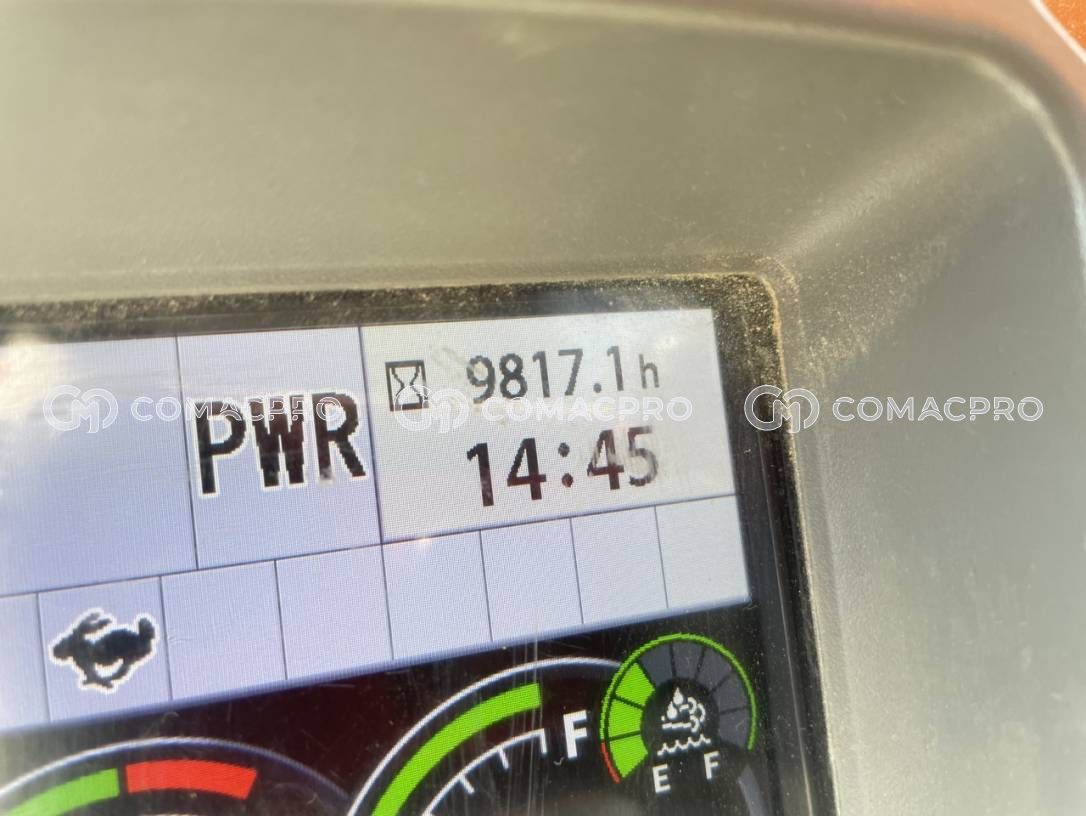 9817.1h
PWR
14:45
COMACPRO COMACPRO COMACPRO
F
E F